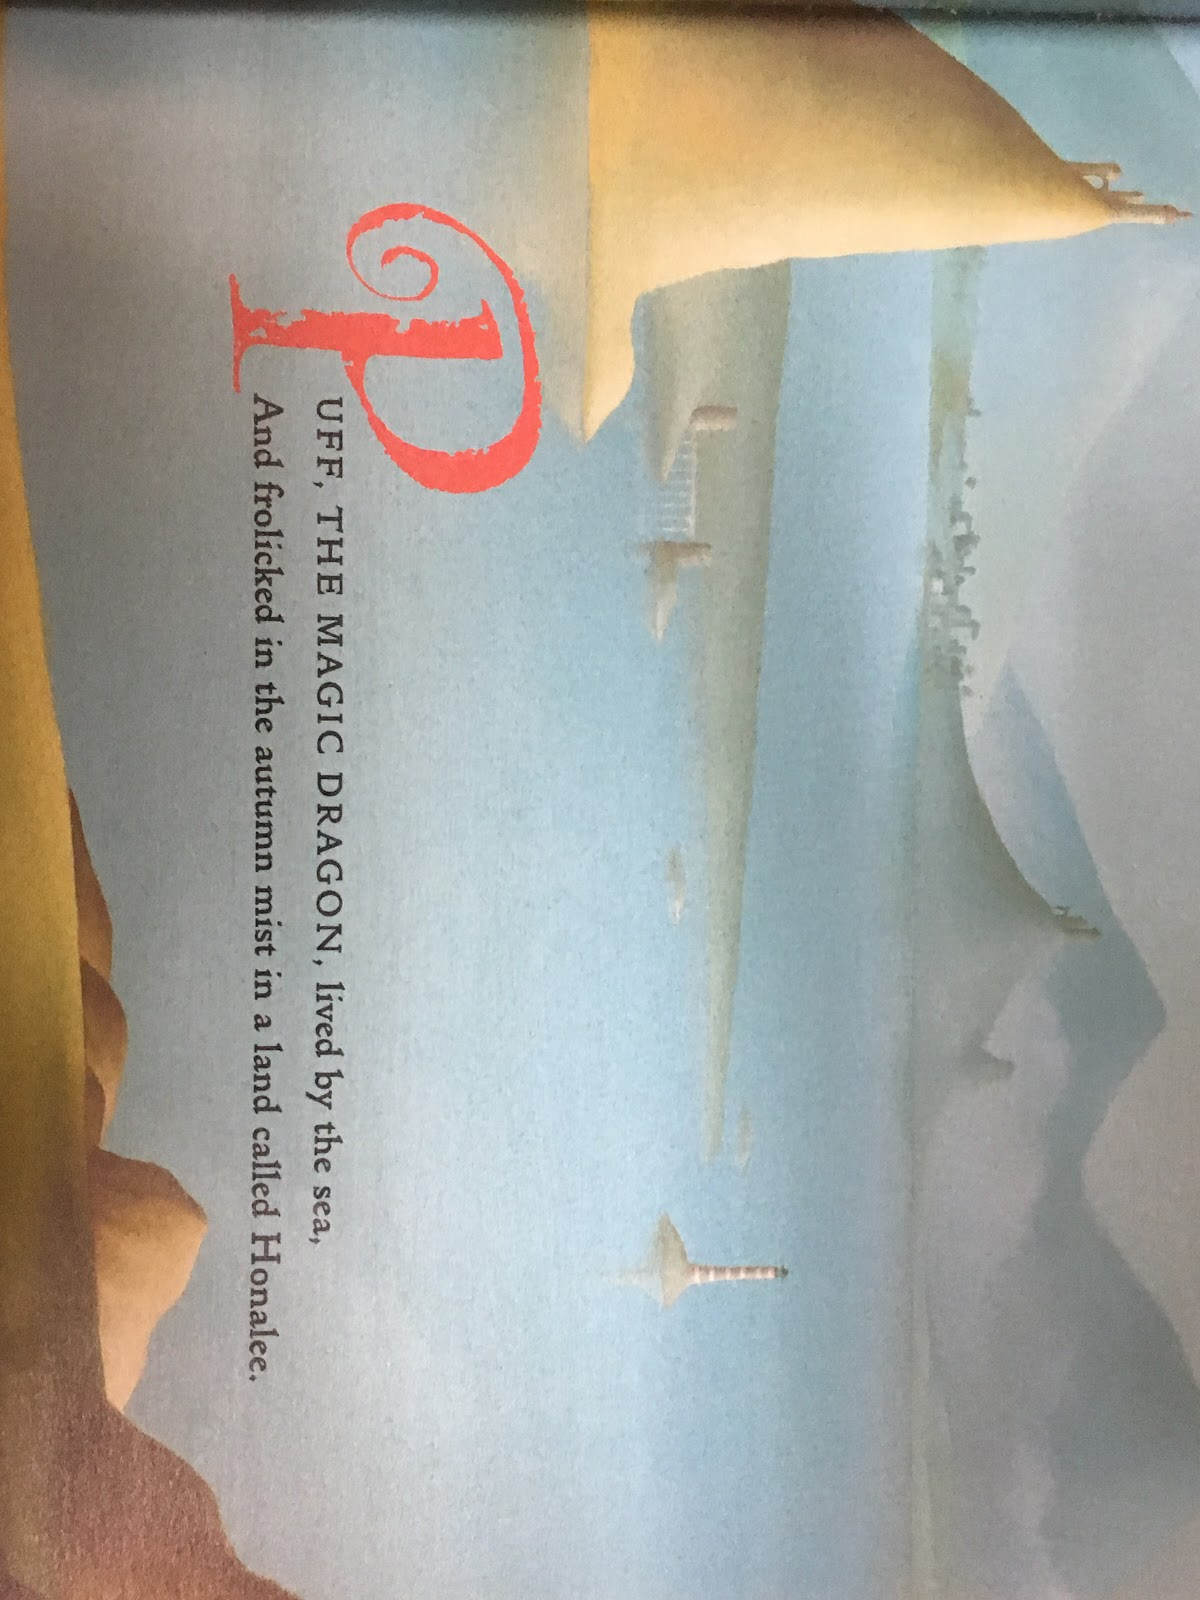 PUFF, THE MAGIC DRAGON, lived by the sea,
And frolicked in the autumn mist in a land called Honalee.